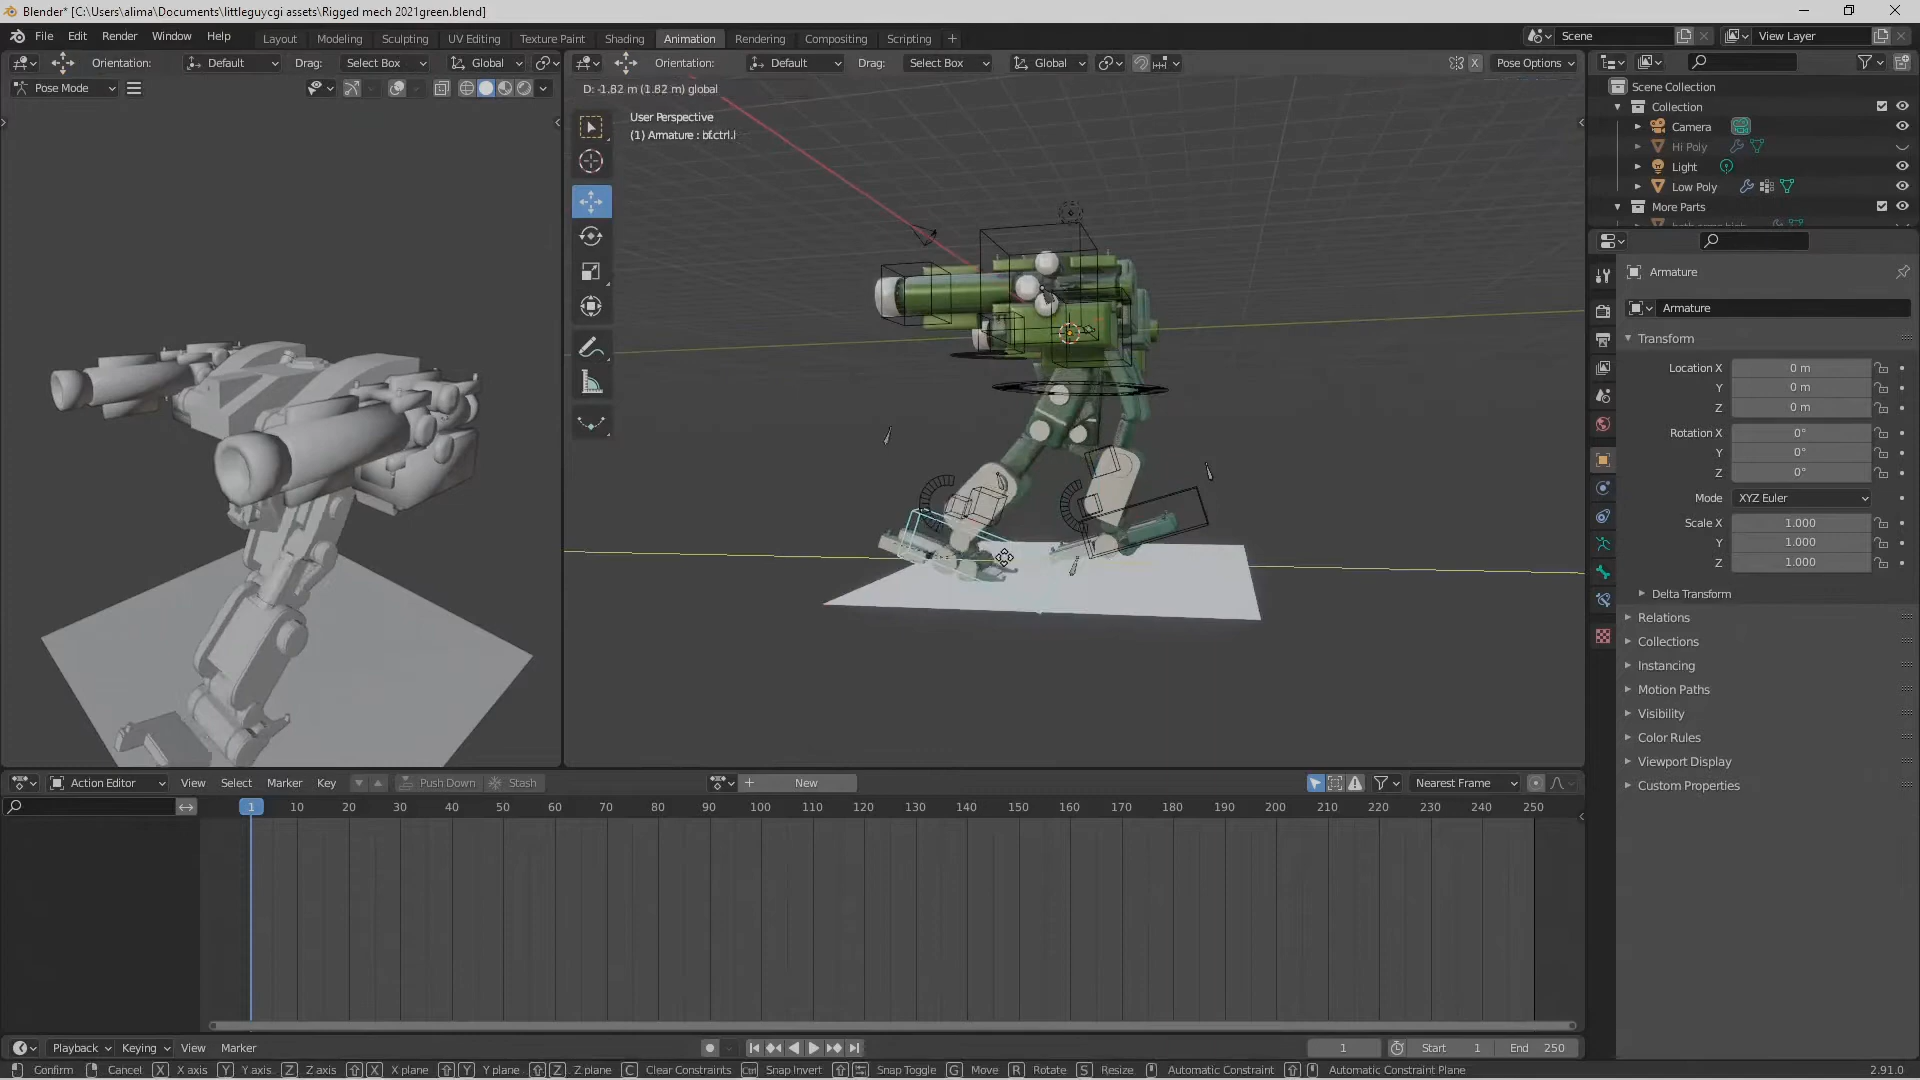 Blender* [C:\Users\alima\Documents\littleguycgi assets\Rigged mech 2021green.blend]
File Edit Render Window Help
Layout Modeling Sculpting UV Editing Texture Paint Shading Animation Rendering Compositing Scripting +
Scene
View Layer
Orientation: Default Drag: Select Box Global
Orientation: Default Drag: Select Box Global
X Pose Options
Pose Mode
D: -1.82 m (1.82 m) global
User Perspective
(1) Armature : bf.ctrl.l
Scene Collection
Collection
Camera
Hi Poly
Light
Low Poly
More Parts
Armature
Armature
Transform
Location X 0 m
Y 0 m
Z 0 m
Rotation X 0°
Y 0°
Z 0°
Mode XYZ Euler
Scale X 1.000
Y 1.000
Z 1.000
Delta Transform
Relations
Collections
Instancing
Motion Paths
Visibility
Color Rules
Viewport Display
Custom Properties
Action Editor View Select Marker Key Push Down Stash + New Nearest Frame
1 10 20 30 40 50 60 70 80 90 100 110 120 130 140 150 160 170 180 190 200 210 220 230 240 250
Playback Keying View Marker
1 Start 1 End 250
Confirm Cancel X X axis Y Y axis Z Z axis X X plane Y Y plane Z Z plane C Clear Constraints Ctrl Snap Invert Snap Toggle G Move R Rotate S Resize Automatic Constraint Automatic Constraint Plane
2.91.0